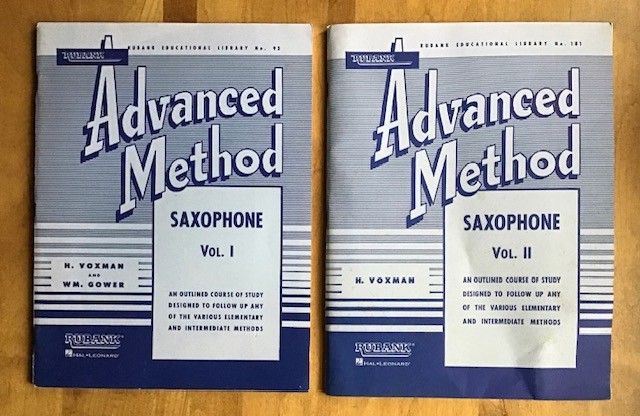 RUBANK EDUCATIONAL LIBRARY No. 93
RUBANK
Advanced
Method
SAXOPHONE
VOL. I
H. VOXMAN
AND
WM. GOWER
AN OUTLINED COURSE OF STUDY
DESIGNED TO FOLLOW UP ANY
OF THE VARIOUS ELEMENTARY
AND INTERMEDIATE METHODS
RUBANK
HAL•LEONARD
RUBANK EDUCATIONAL LIBRARY No. 181
RUBANK
Advanced
Method
SAXOPHONE
VOL. II
H. VOXMAN
AN OUTLINED COURSE OF STUDY
DESIGNED TO FOLLOW UP ANY
OF THE VARIOUS ELEMENTARY
AND INTERMEDIATE METHODS
RUBANK
HAL•LEONARD